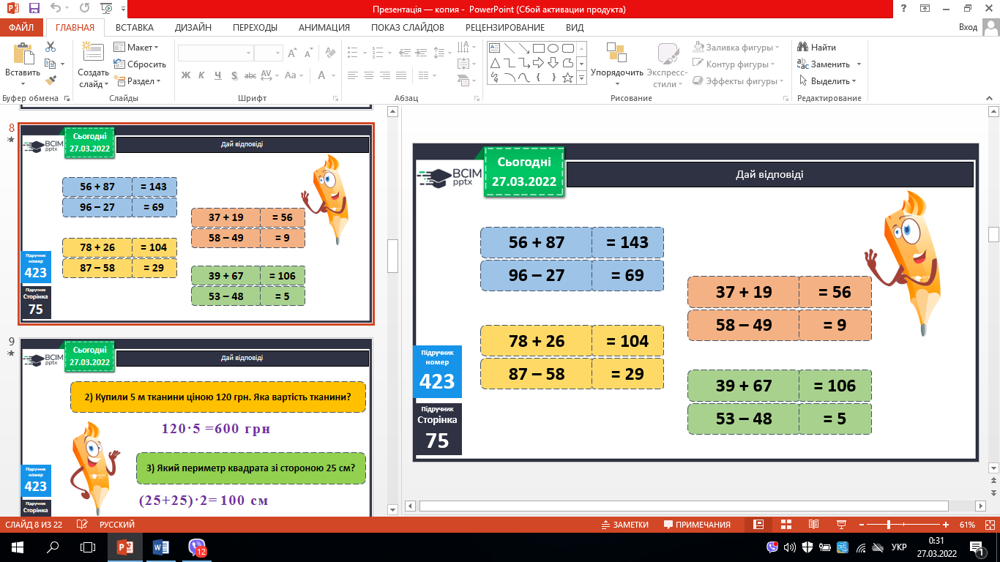 Презентація — копия - PowerPoint (Сбой активации продукта)
ФАЙЛ ГЛАВНАЯ ВСТАВКА ДИЗАЙН ПЕРЕХОДЫ АНИМАЦИЯ ПОКАЗ СЛАЙДОВ РЕЦЕНЗИРОВАНИЕ ВИД Вход
Вставить
Буфер обмена
Создать слайд
Макет
Сбросить
Раздел
Слайды
Ж К Ч S abc AV Aa A
Шрифт
Абзац
Упорядочить
Экспресс-стили
Заливка фигуры
Контур фигуры
Эффекты фигуры
Рисование
Найти
Заменить
Выделить
Редактирование
8
Сьогодні
27.03.2022
ВСІМ
pptx
Дай відповіді
56 + 87 = 143
96 – 27 = 69
37 + 19 = 56
58 – 49 = 9
78 + 26 = 104
87 – 58 = 29
39 + 67 = 106
53 – 48 = 5
Підручник
номер
423
Підручник
Сторінка
75
9
Сьогодні
27.03.2022
ВСІМ
pptx
Дай відповіді
2) Купили 5 м тканини ціною 120 грн. Яка вартість тканини?
120·5 =600 грн
3) Який периметр квадрата зі стороною 25 см?
(25+25)·2= 100 см
Підручник
номер
423
Підручник
Сторінка
Сьогодні
27.03.2022
ВСІМ
pptx
Дай відповіді
56 + 87 = 143
96 – 27 = 69
37 + 19 = 56
58 – 49 = 9
78 + 26 = 104
87 – 58 = 29
39 + 67 = 106
53 – 48 = 5
Підручник
номер
423
Підручник
Сторінка
75
СЛАЙД 8 ИЗ 22 РУССКИЙ ЗАМЕТКИ ПРИМЕЧАНИЯ 61%
12
УКР
0:31
27.03.2022
1